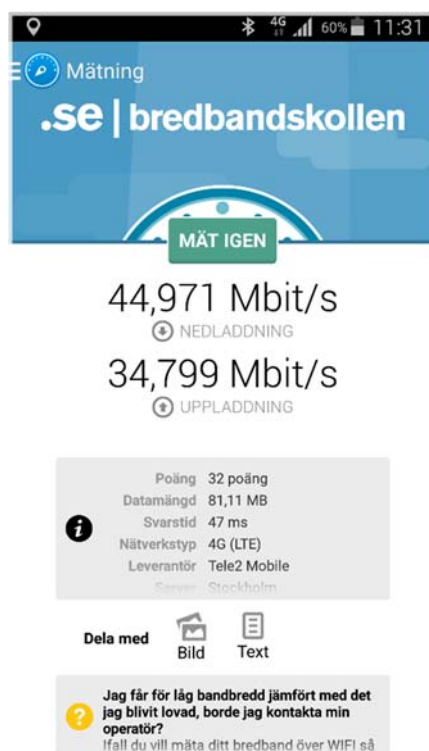 4G 60% 11:31
Mätning
.se | bredbandskollen
MÄT IGEN
44,971 Mbit/s
NEDLADDNING
34,799 Mbit/s
UPPLADDNING
Poäng 32 poäng
Datamängd 81,11 MB
Svarstid 47 ms
Nätverkstyp 4G (LTE)
Leverantör Tele2 Mobile
Server Stockholm
Dela med
Bild Text
Jag får för låg bandbredd jämfört med det
jag blivit lovad, borde jag kontakta min
operatör?
Ifall du vill mäta ditt bredband över WIFI så